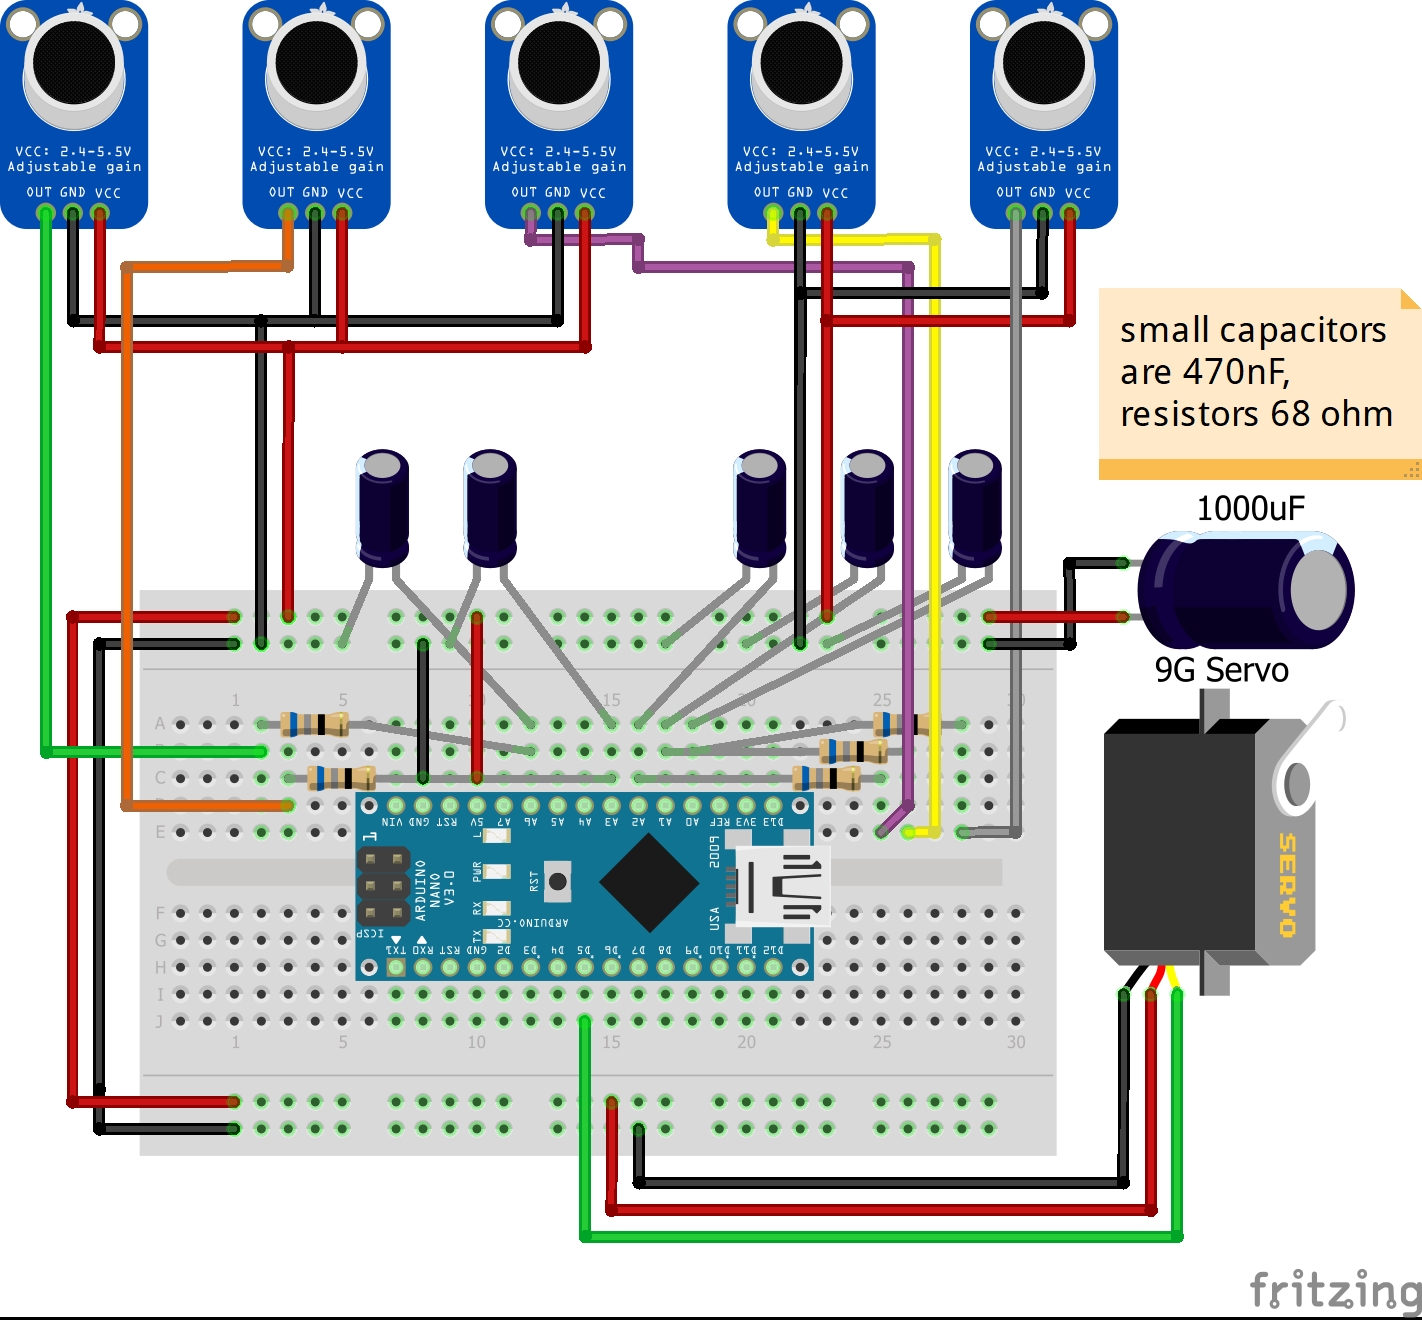 VCC: 2.4-5.5V
Adjustable gain
OUT GND VCC
VCC: 2.4-5.5V
Adjustable gain
OUT GND VCC
VCC: 2.4-5.5V
Adjustable gain
OUT GND VCC
VCC: 2.4-5.5V
Adjustable gain
OUT GND VCC
VCC: 2.4-5.5V
Adjustable gain
OUT GND VCC
small capacitors
are 470nF,
resistors 68 ohm
1000uF
9G Servo
1 5 10 15 20 25 30
A
B
C
D
E
VIN GND RST 5V A7 A6 A5 A4 A3 A2 A1 A0 REF 3V3 D13
1
L
PWR
RX
TX
RST
ARDUINO
NANO
V3.0
ARDUINO.CC
2009
USA
ICSP
TX1 RX0 RST GND D2 D3 D4 D5 D6 D7 D8 D9 D10 D11 D12
SERVO
F
G
H
I
J
1 5 10 15 20 25 30
fritzing